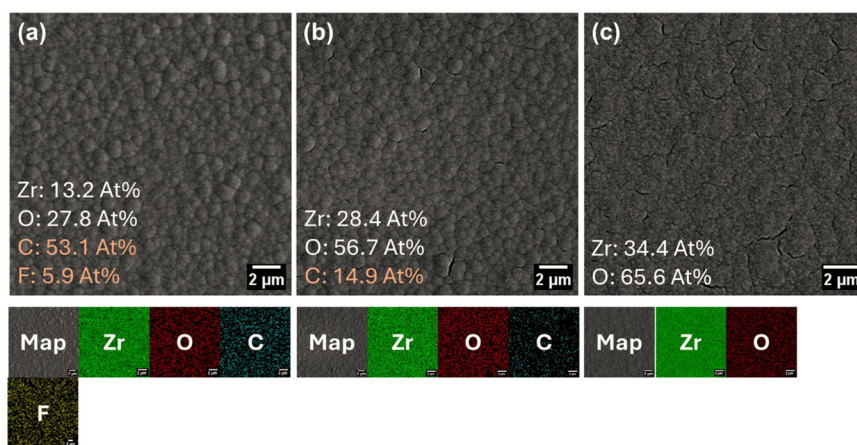 (a)
Zr: 13.2 At%
O: 27.8 At%
C: 53.1 At%
F: 5.9 At%
2 µm
(b)
Zr: 28.4 At%
O: 56.7 At%
C: 14.9 At%
2 µm
(c)
Zr: 34.4 At%
O: 65.6 At%
2 µm
Map Zr O C
Map Zr O C
Map Zr O
F